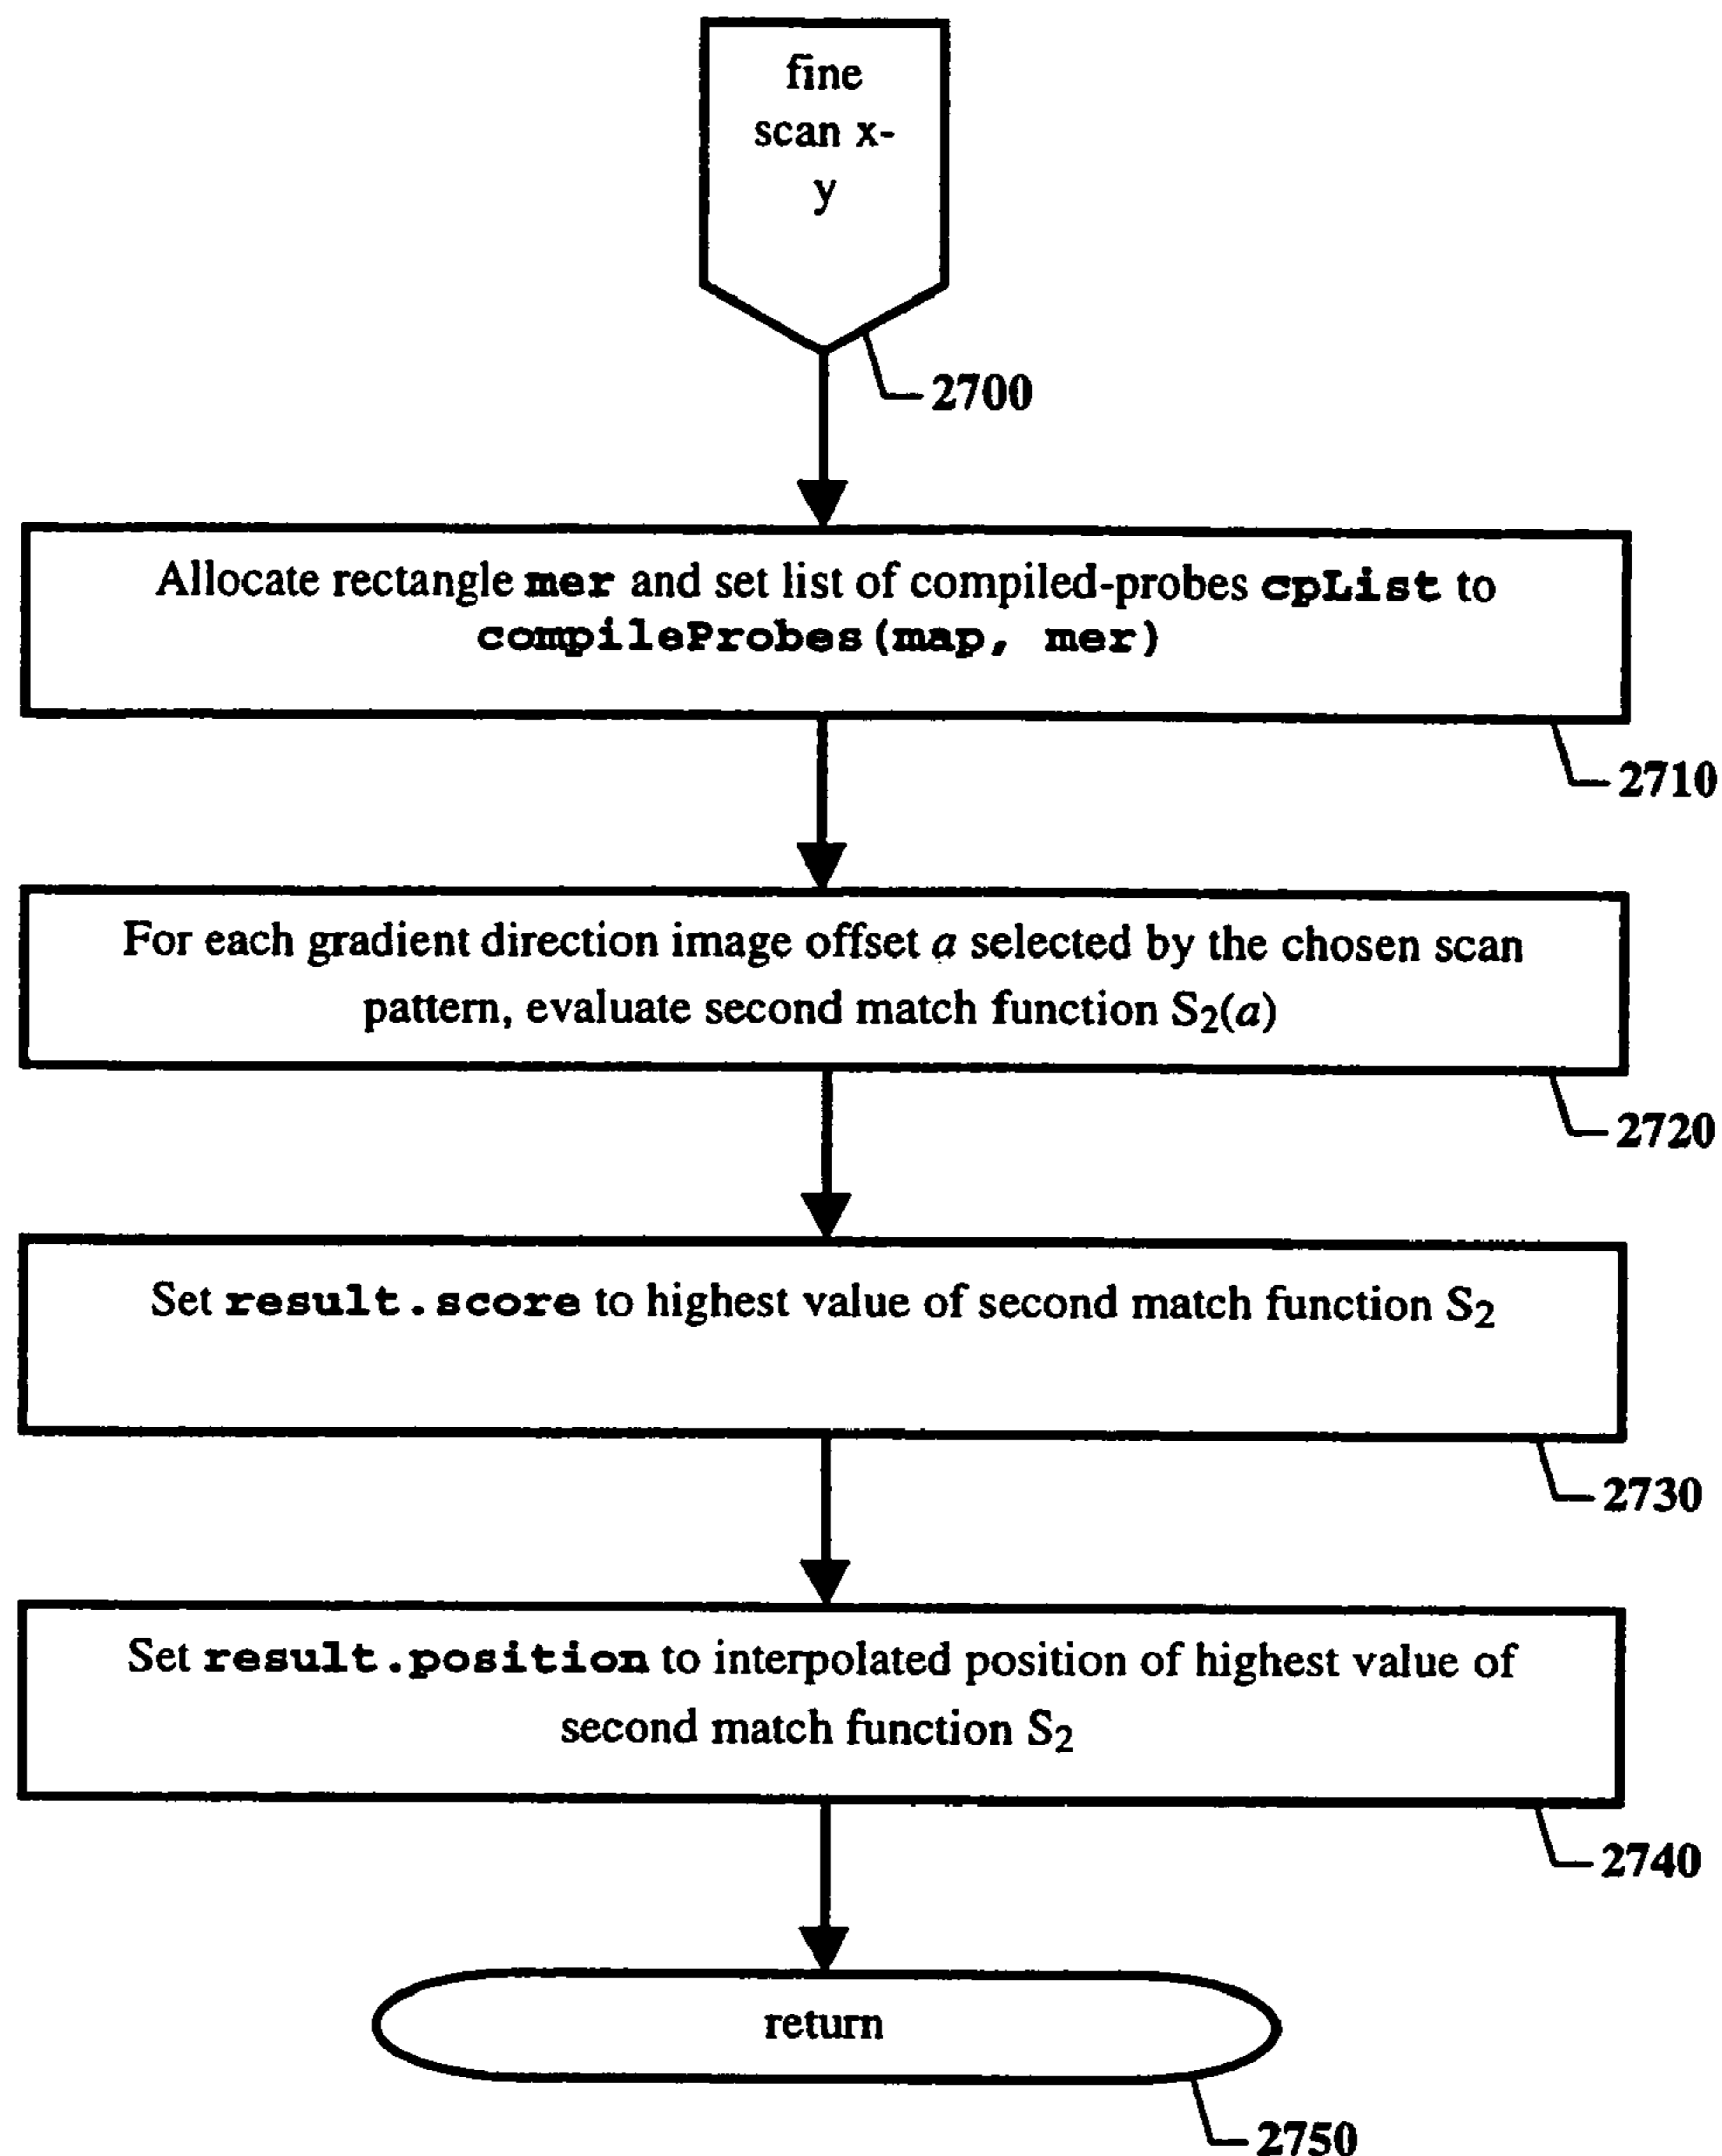 fine
scan x-
y
2700
Allocate rectangle mer and set list of compiled-probes cpList to
compileProbes(map, mer)
2710
For each gradient direction image offset a selected by the chosen scan
pattern, evaluate second match function S₂(a)
2720
Set result.score to highest value of second match function S₂
2730
Set result.position to interpolated position of highest value of
second match function S₂
2740
return
2750